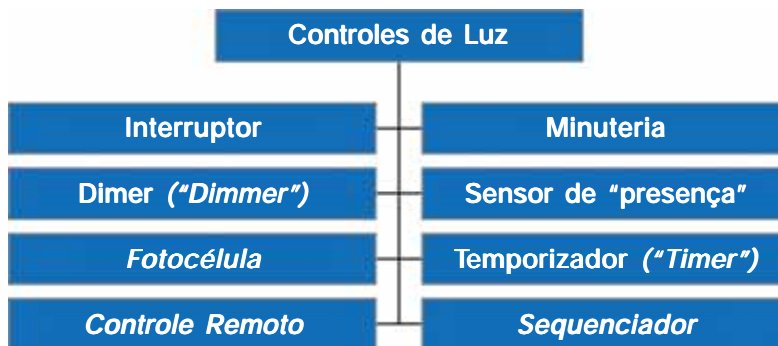 Controles de Luz
Interruptor
Minuteria
Dimer ("Dimmer")
Sensor de "presença"
Fotocélula
Temporizador ("Timer")
Controle Remoto
Sequenciador